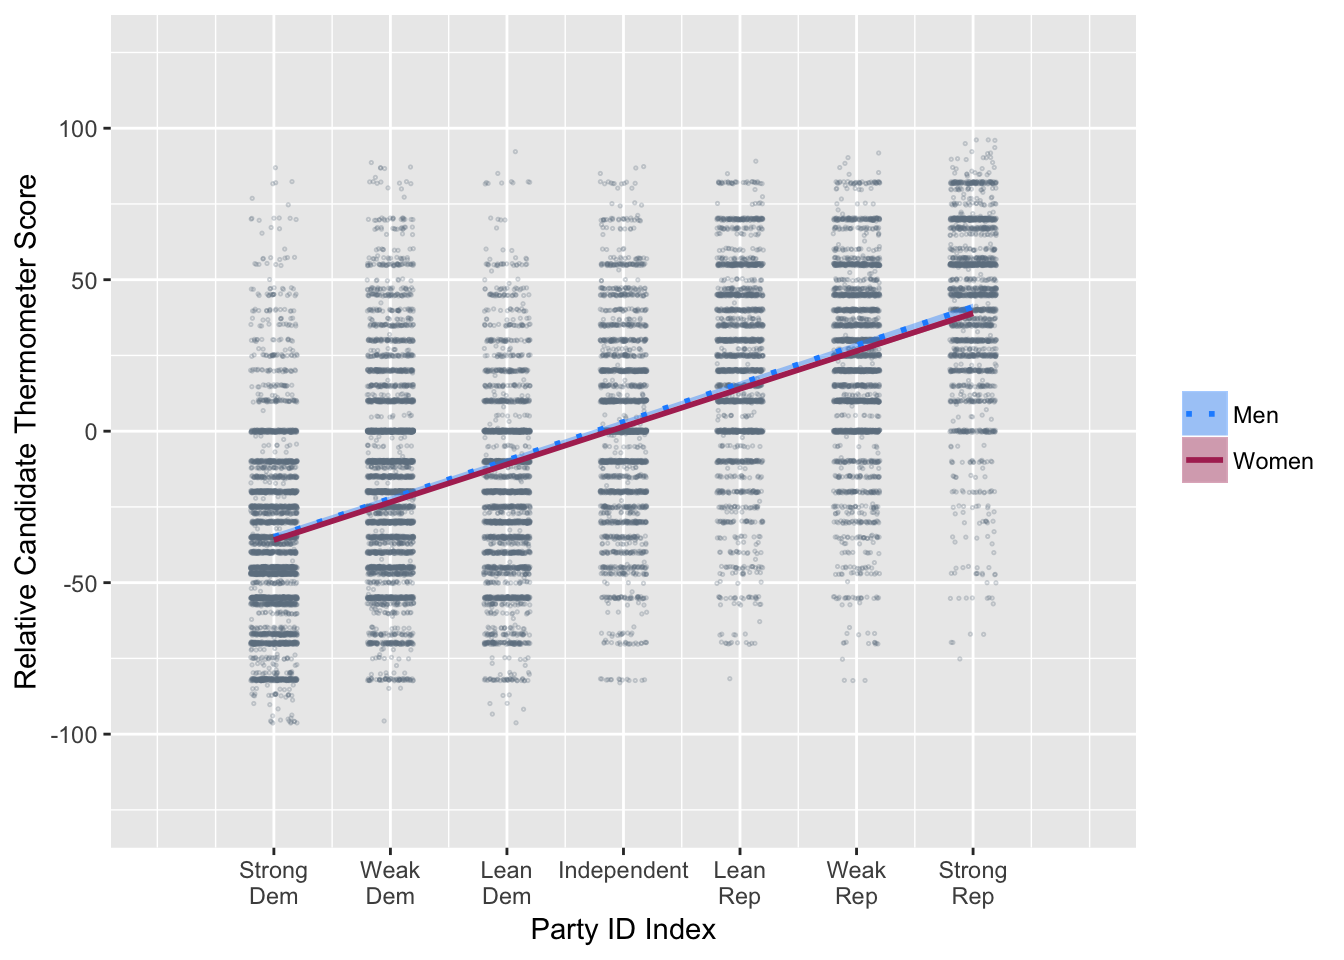 Relative Candidate Thermometer Score
100
50
0
-50
-100
Strong
Dem
Weak
Dem
Lean
Dem
Independent
Lean
Rep
Weak
Rep
Strong
Rep
Party ID Index
Men
Women